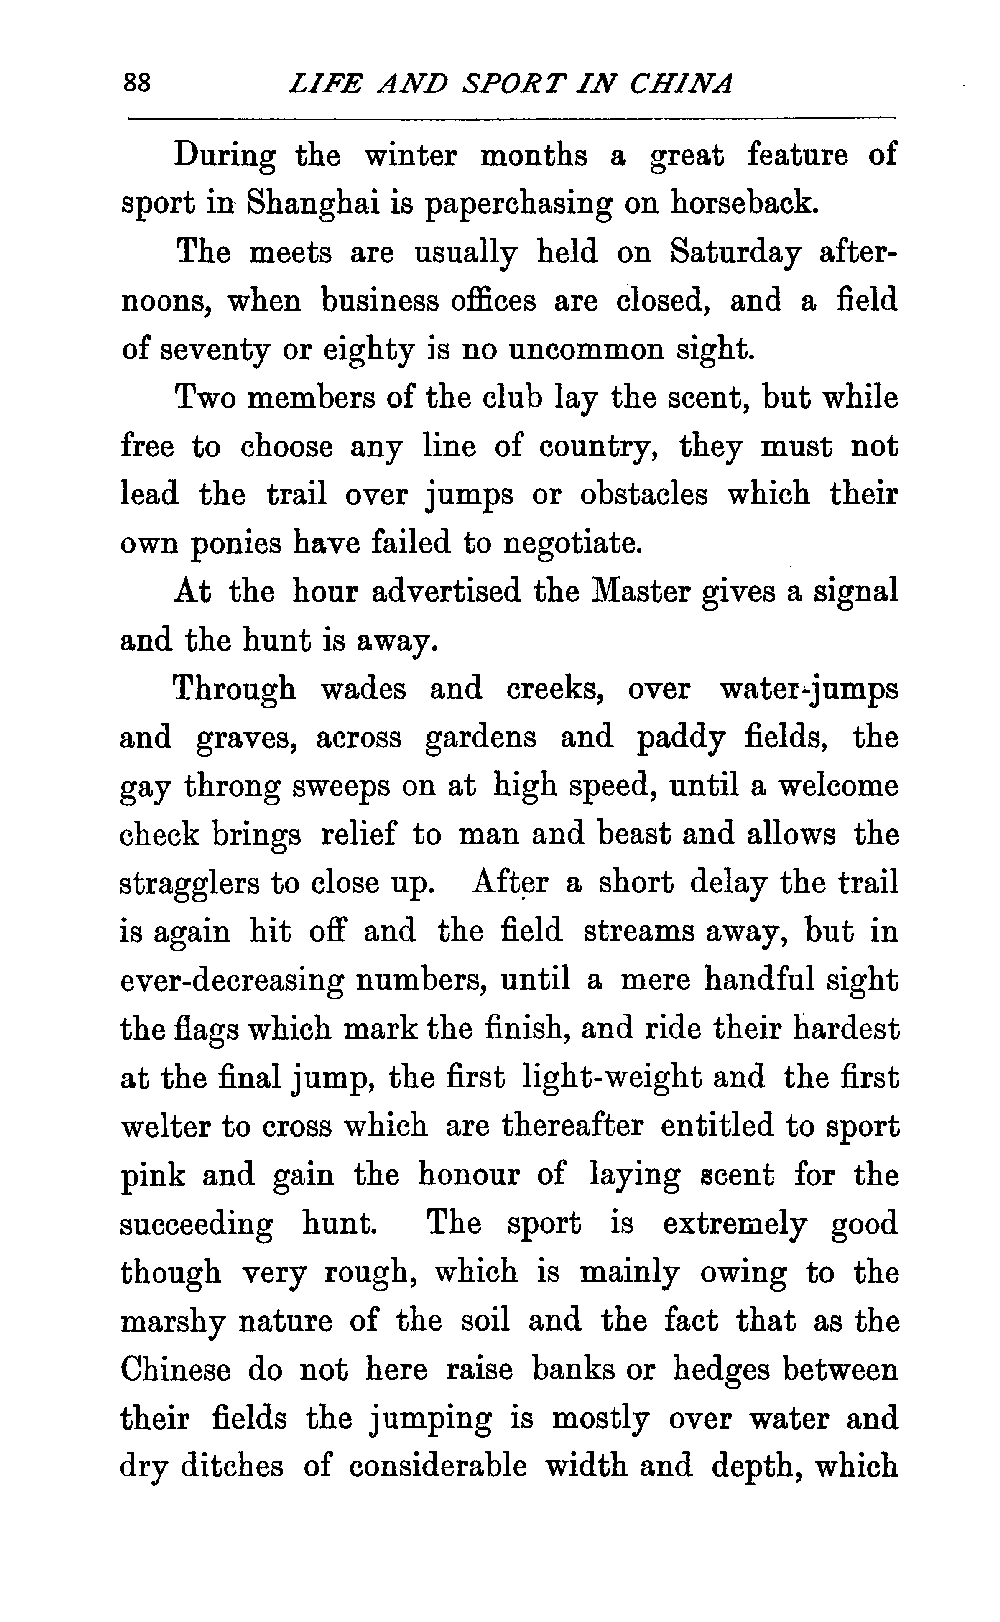 88 LIFE AND SPORT IN CHINA
During the winter months a great feature of
sport in Shanghai is paperchasing on horseback.
The meets are usually held on Saturday after-
noons, when business offices are closed, and a field
of seventy or eighty is no uncommon sight.
Two members of the club lay the scent, but while
free to choose any line of country, they must not
lead the trail over jumps or obstacles which their
own ponies have failed to negotiate.
At the hour advertised the Master gives a signal
and the hunt is away.
Through wades and creeks, over water-jumps
and graves, across gardens and paddy fields, the
gay throng sweeps on at high speed, until a welcome
check brings relief to man and beast and allows the
stragglers to close up. After a short delay the trail
is again hit off and the field streams away, but in
ever-decreasing numbers, until a mere handful sight
the flags which mark the finish, and ride their hardest
at the final jump, the first light-weight and the first
welter to cross which are thereafter entitled to sport
pink and gain the honour of laying scent for the
succeeding hunt. The sport is extremely good
though very rough, which is mainly owing to the
marshy nature of the soil and the fact that as the
Chinese do not here raise banks or hedges between
their fields the jumping is mostly over water and
dry ditches of considerable width and depth, which